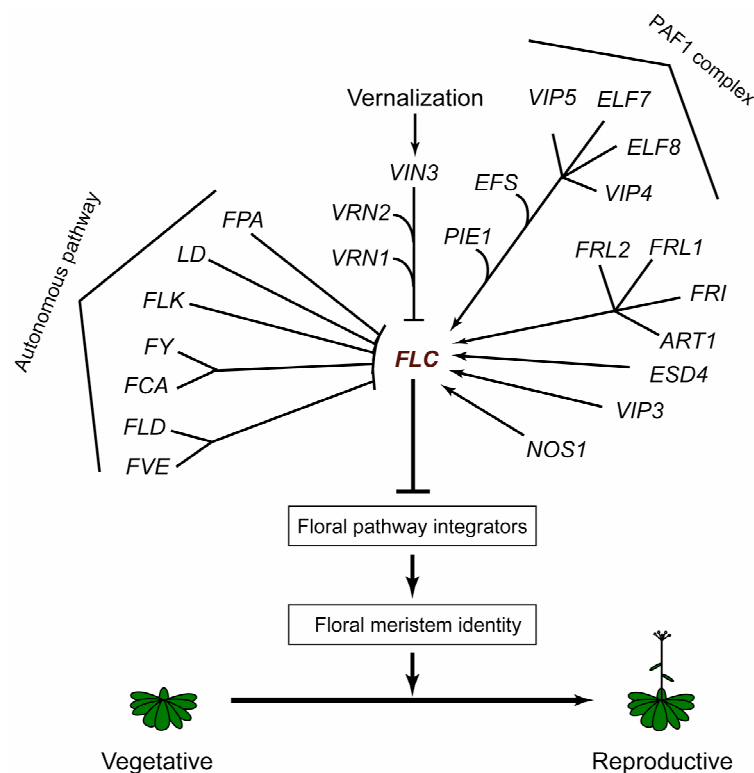 PAF1 complex
Vernalization
VIP5
ELF7
ELF8
VIN3
EFS
VIP4
VRN2
FPA
PIE1
LD
VRN1
FRL2
FRL1
Autonomous pathway
FLK
FRI
FY
ART1
FLC
FCA
ESD4
VIP3
FLD
NOS1
FVE
Floral pathway integrators
Floral meristem identity
Vegetative
Reproductive